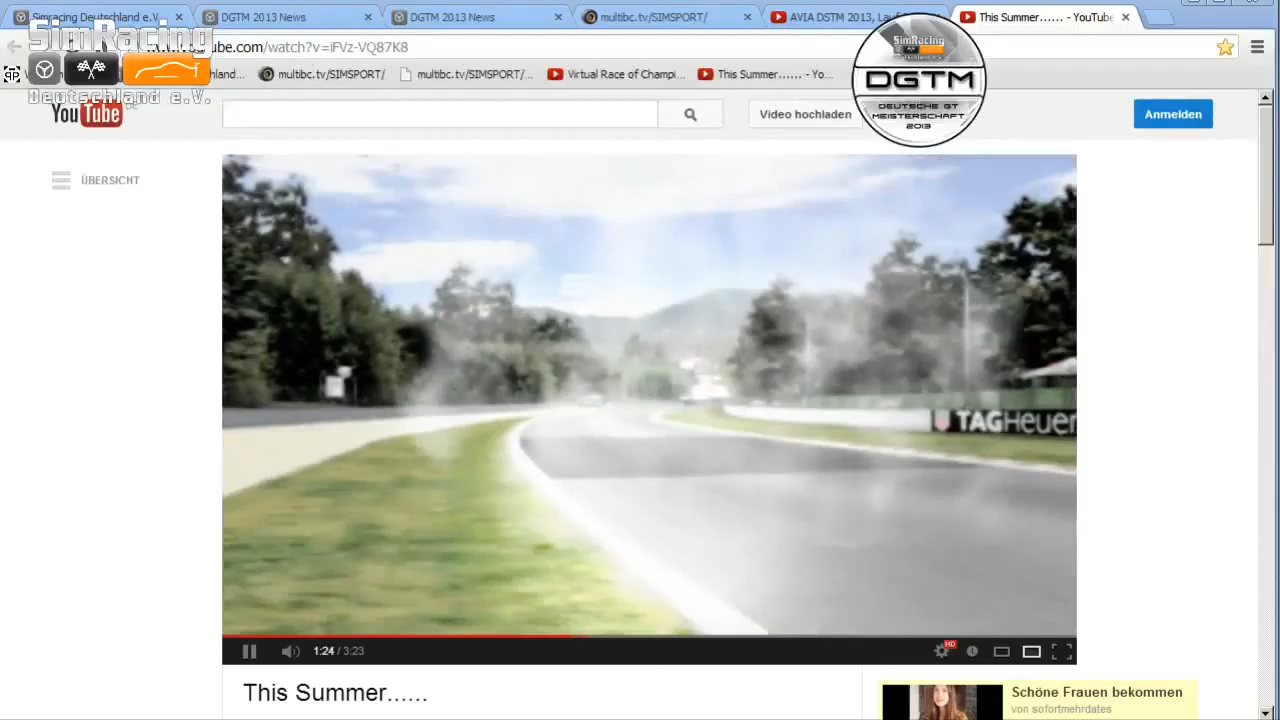 Simracing Deutschland e.V.
DGTM 2013 News
DGTM 2013 News
multibc.tv/SIMSPORT/
AVIA DSTM 2013, Lauf
This Summer...... - YouTube
SimRacing
Deutschland e.V.
.com/watch?v=iFVz-VQ87K8
multibc.tv/SIMSPORT/
multibc.tv/SIMSPORT/...
Virtual Race of Champi...
This Summer...... - Yo...
SimRacing
DGTM
DEUTSCHE GT
MEISTERSCHAFT
2013
YouTube
Video hochladen
Anmelden
ÜBERSICHT
TAGHeuer
1:24 / 3:23
HD
This Summer......
Schöne Frauen bekommen
von sofortmehrdates